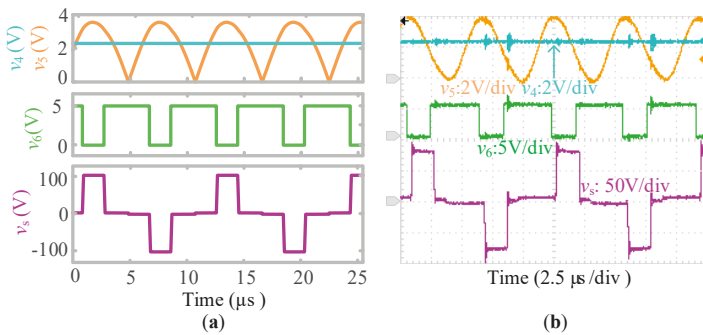 v4 (V)
v5 (V)
4
2
0
v6(V)
5
0
vs(V)
100
0
-100
0
5
10
15
20
25
Time (µs)
(a)
v5:2V/div
v4:2V/div
v6:5V/div
vs: 50V/div
Time (2.5 µs/div)
(b)